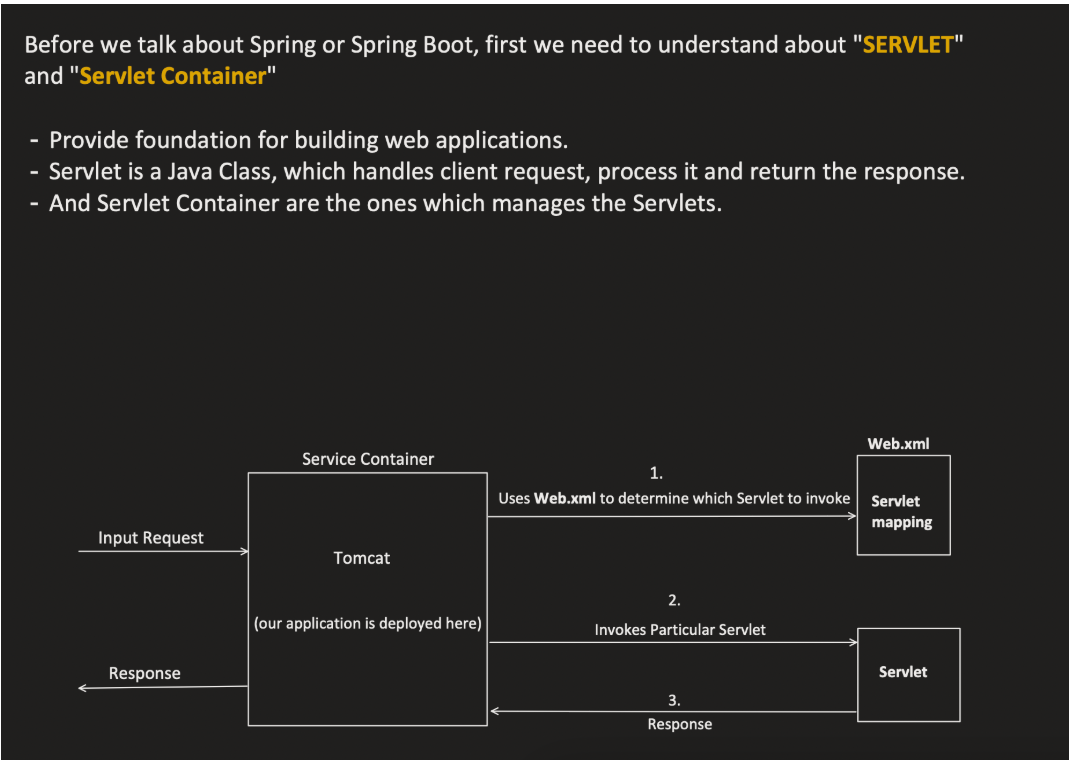 Before we talk about Spring or Spring Boot, first we need to understand about "SERVLET"
and "Servlet Container"
- Provide foundation for building web applications.
- Servlet is a Java Class, which handles client request, process it and return the response.
- And Servlet Container are the ones which manages the Servlets.
Service Container
Input Request
Tomcat
(our application is deployed here)
Response
1.
Uses Web.xml to determine which Servlet to invoke
Web.xml
Servlet
mapping
2.
Invokes Particular Servlet
Servlet
3.
Response